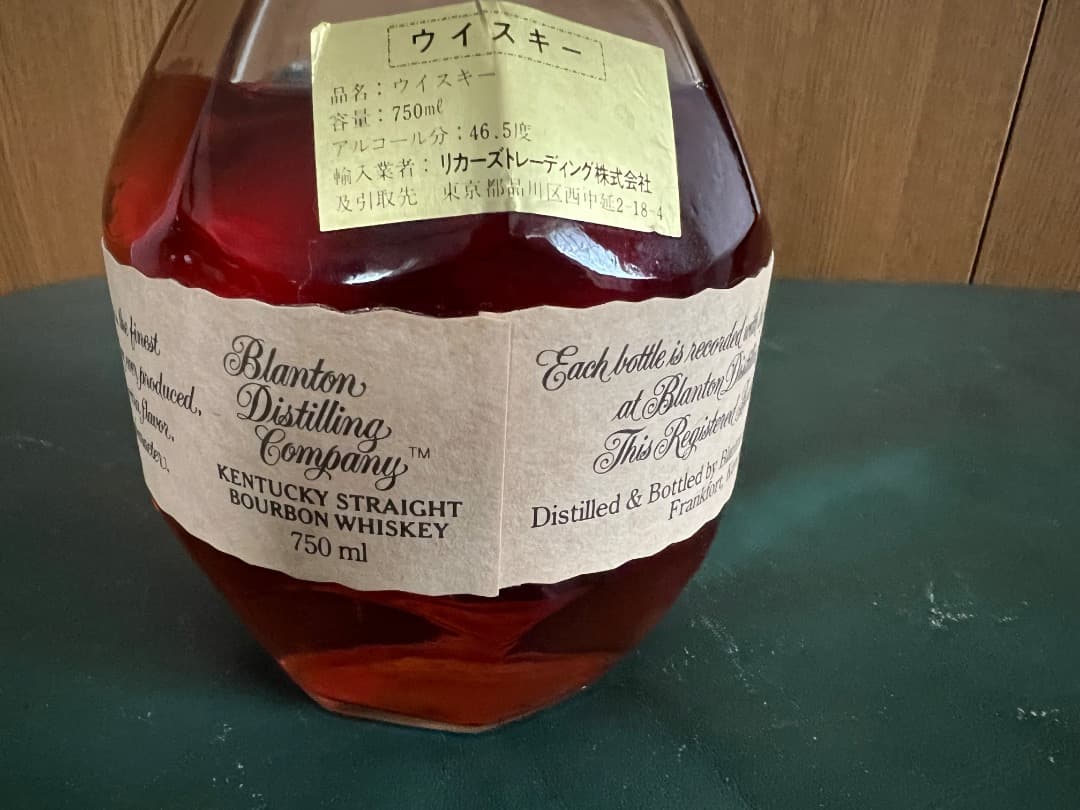 ウイスキー
品名：ウイスキー
容量：750mℓ
アルコール分：46.5度
輸入業者：リカーズトレーディング株式会社
及引取先 東京都品川区西中延2-18-4
finest
produced,
flavor,
Blanton
Distilling
Company™
KENTUCKY STRAIGHT
BOURBON WHISKEY
750 ml
Each bottle is recorded
at Blanton
This Registered
Distilled & Bottled by
Frankfort,